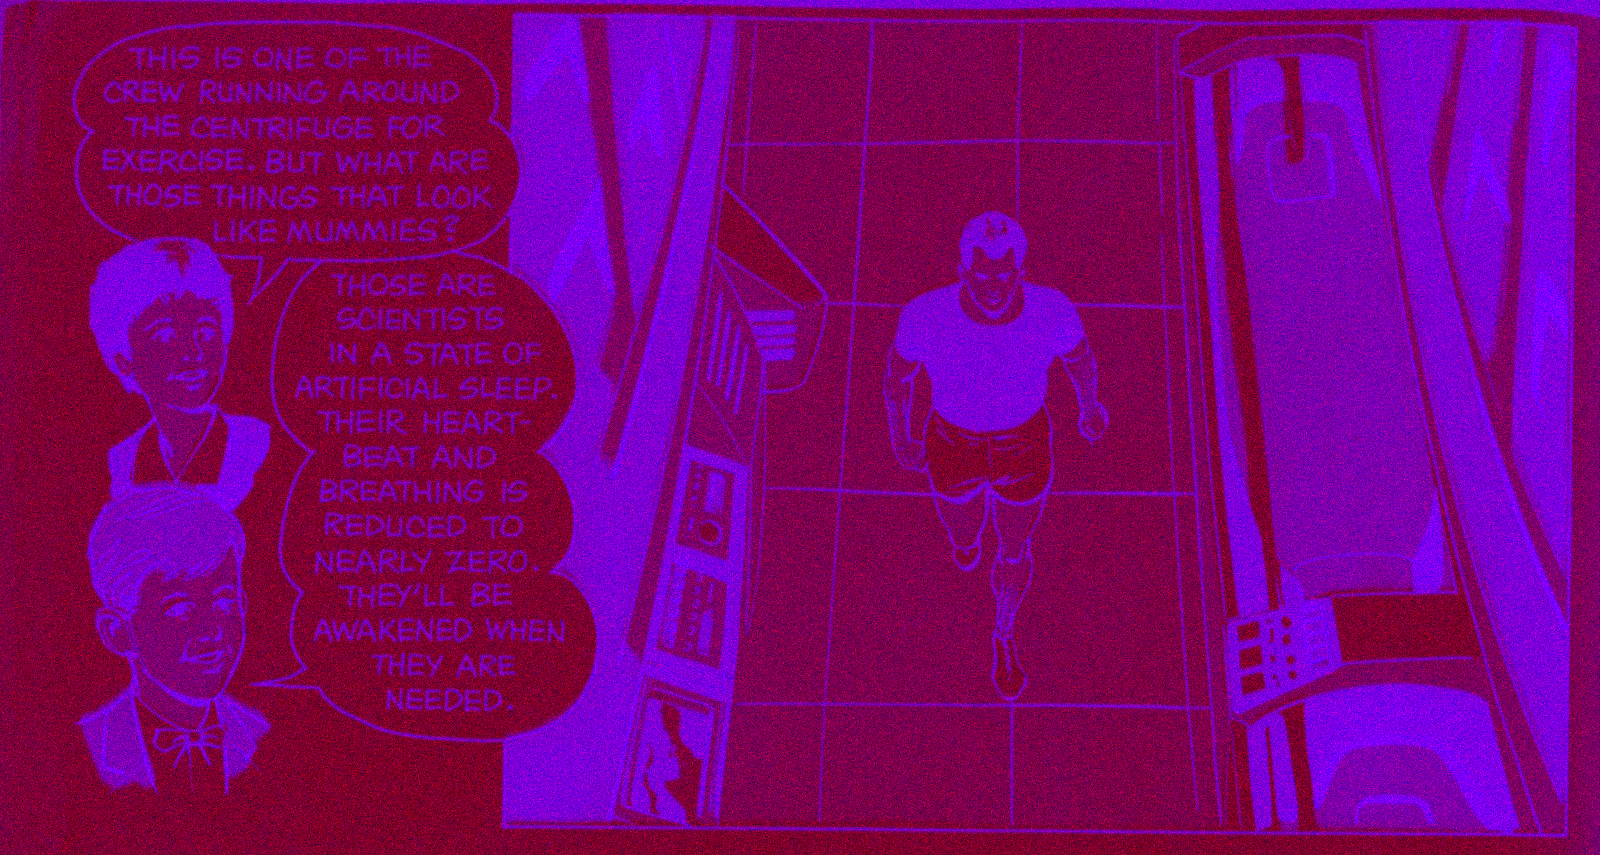 THIS IS ONE OF THE
CREW RUNNING AROUND
THE CENTRIFUGE FOR
EXERCISE. BUT WHAT ARE
THOSE THINGS THAT LOOK
LIKE MUMMIES?
THOSE ARE
SCIENTISTS
IN A STATE OF
ARTIFICIAL SLEEP.
THEIR HEART-
BEAT AND
BREATHING IS
REDUCED TO
NEARLY ZERO.
THEY'LL BE
AWAKENED WHEN
THEY ARE
NEEDED.